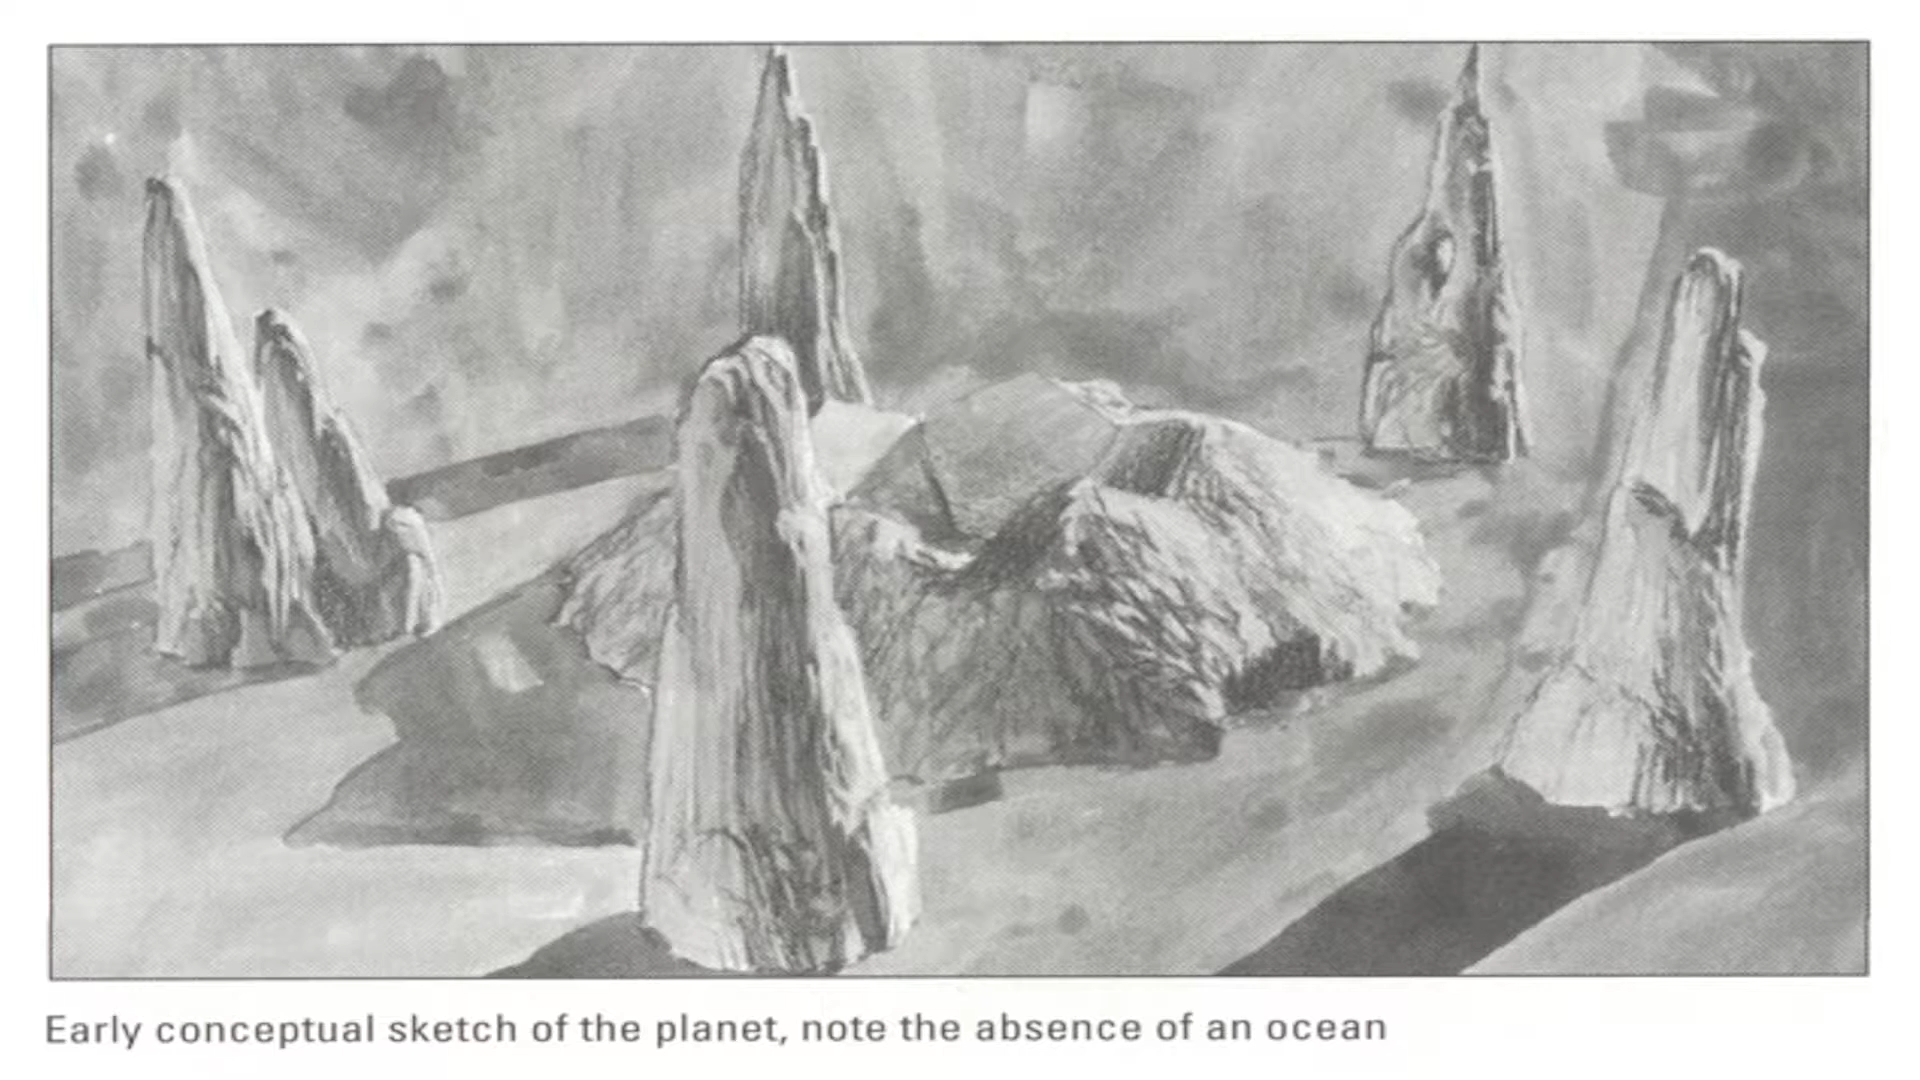 Early conceptual sketch of the planet, note the absence of an ocean